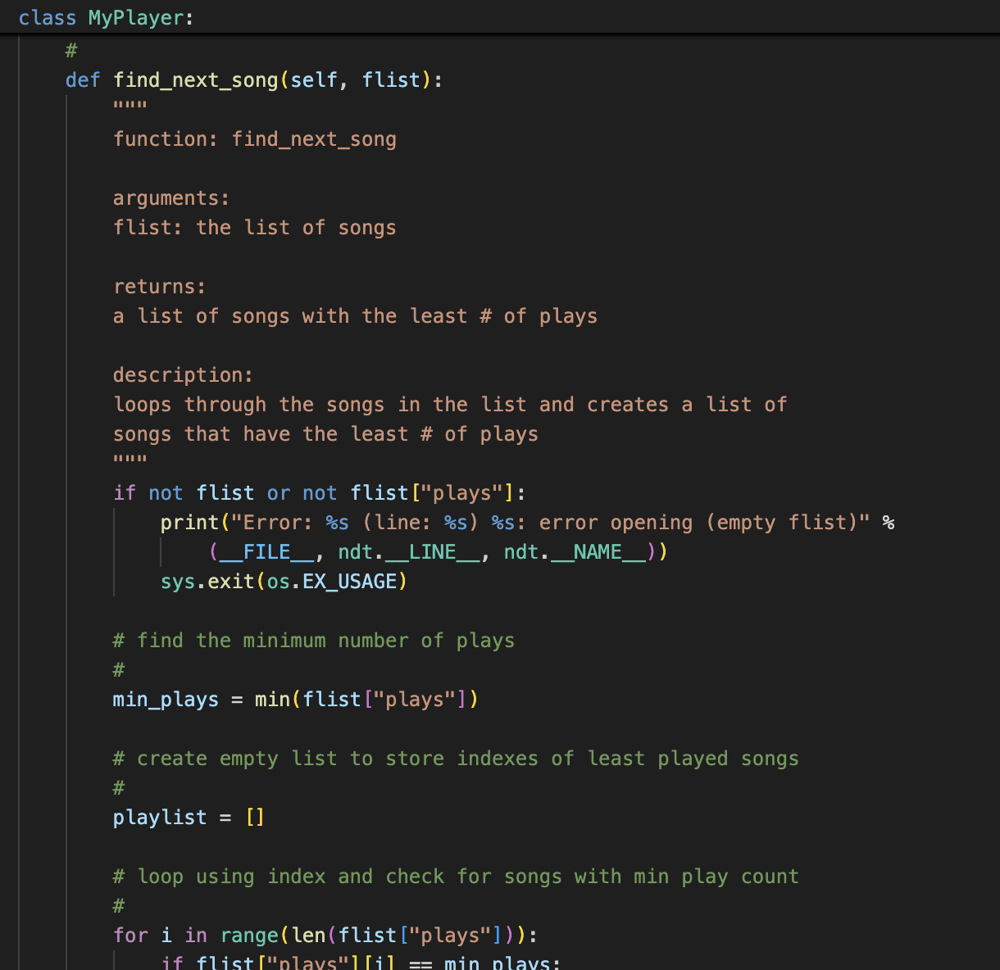 class MyPlayer:
#
def find_next_song(self, flist):
"""
function: find_next_song
arguments:
flist: the list of songs
returns:
a list of songs with the least # of plays
description:
loops through the songs in the list and creates a list of
songs that have the least # of plays
"""
if not flist or not flist["plays"]:
print("Error: %s (line: %s) %s: error opening (empty flist)" %
(__FILE__, ndt.__LINE__, ndt.__NAME__))
sys.exit(os.EX_USAGE)
# find the minimum number of plays
#
min_plays = min(flist["plays"])
# create empty list to store indexes of least played songs
#
playlist = []
# loop using index and check for songs with min play count
#
for i in range(len(flist["plays"])):
if flist["plays"][i] == min_plays: